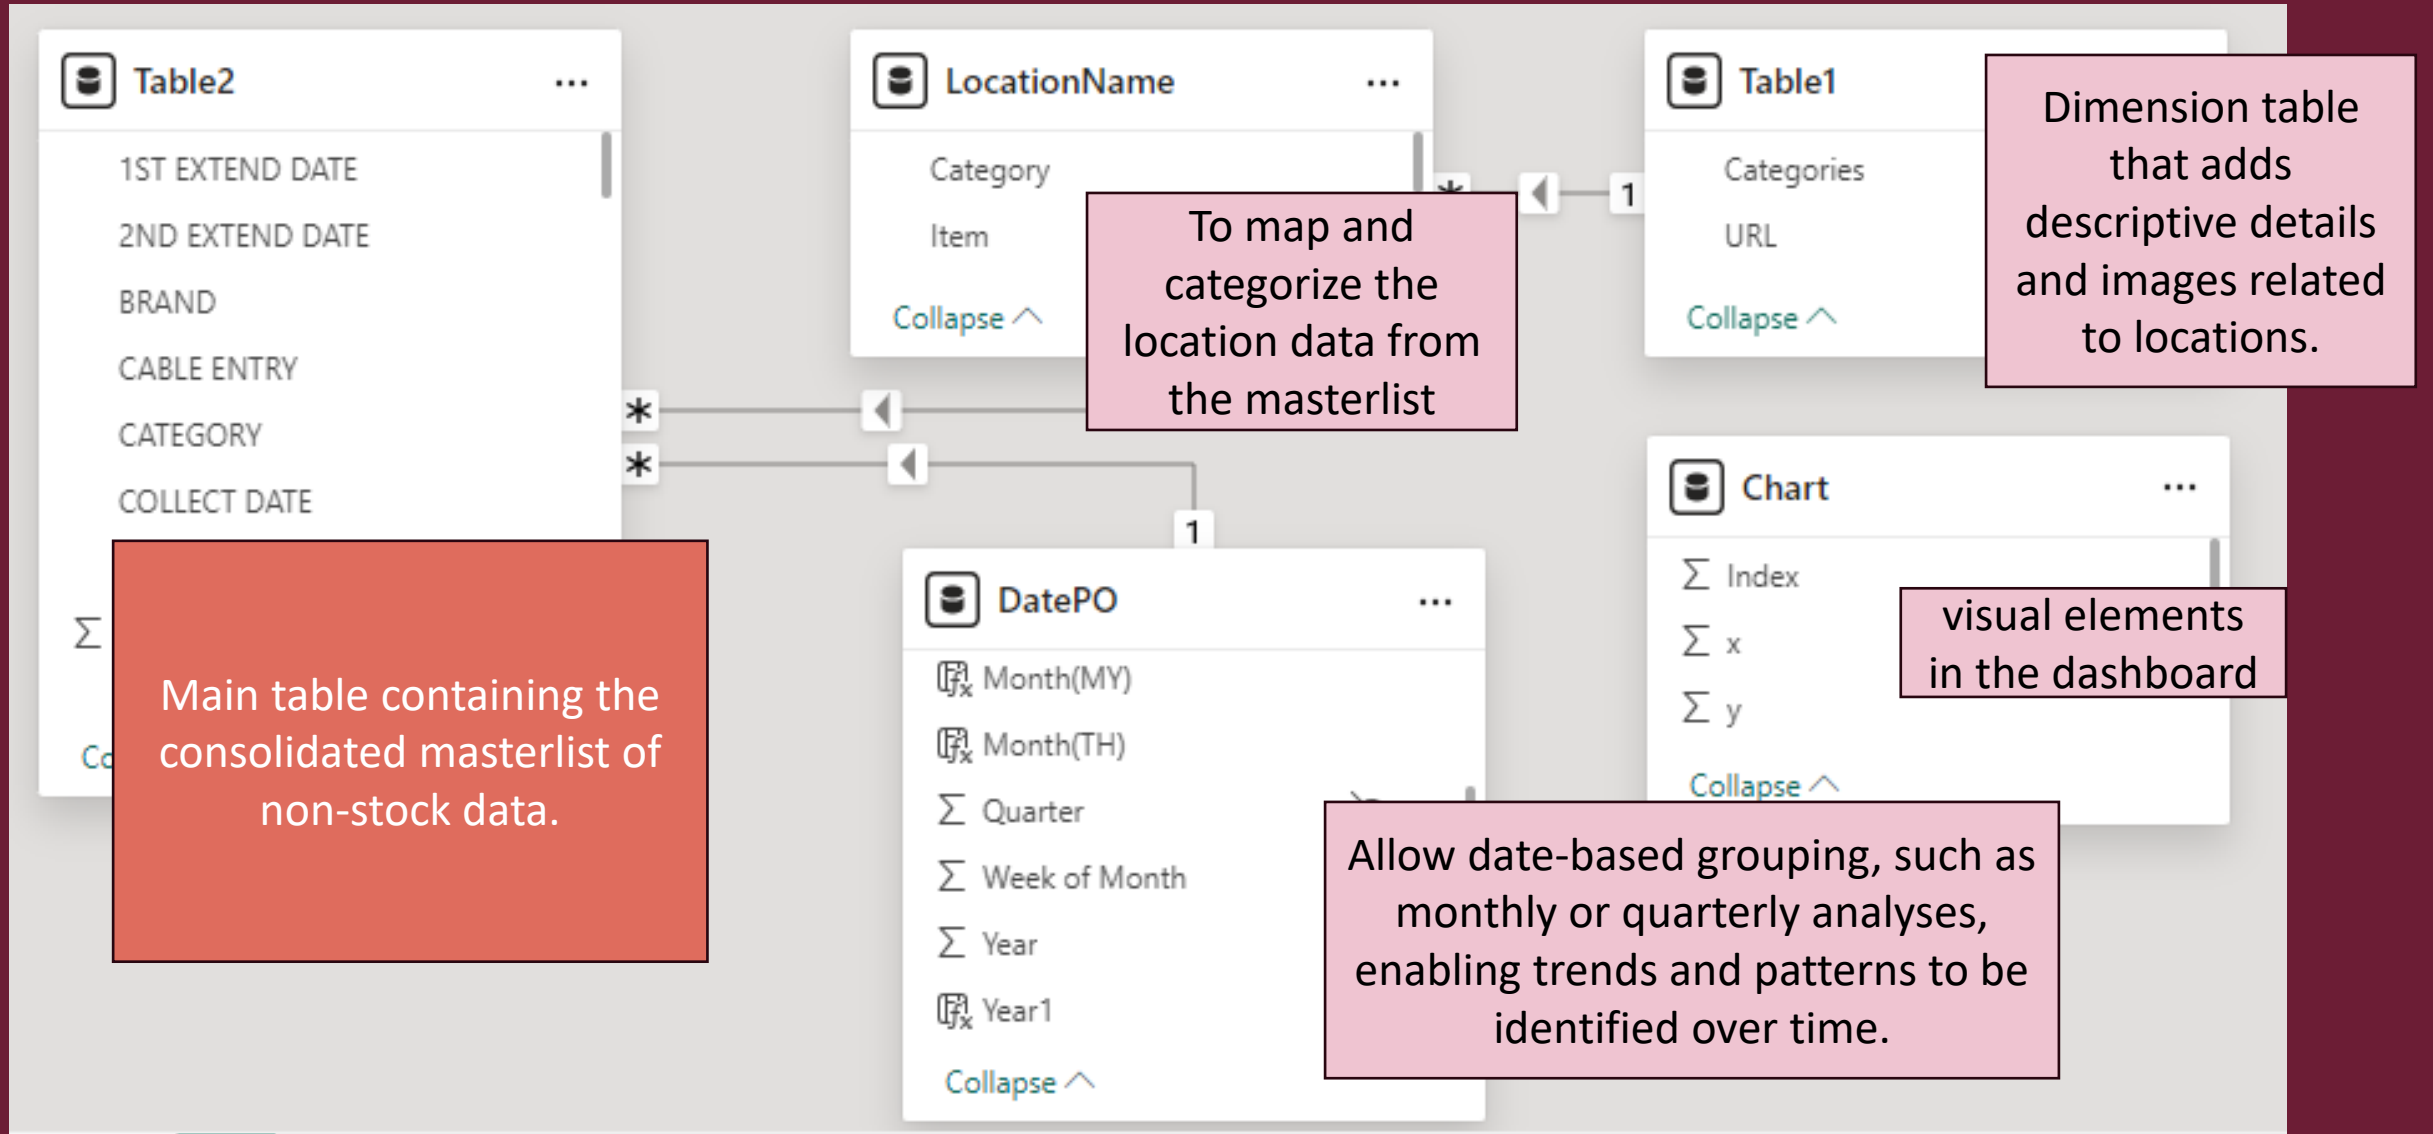 Table2
1ST EXTEND DATE
2ND EXTEND DATE
BRAND
CABLE ENTRY
CATEGORY
COLLECT DATE
Main table containing the
consolidated masterlist of
non-stock data.
LocationName
Category
Item
Collapse
To map and
categorize the
location data from
the masterlist
* 1
Table1
Categories
URL
Collapse
Dimension table
that adds
descriptive details
and images related
to locations.
*
*
1
DatePO
Month(MY)
Month(TH)
Σ Quarter
Σ Week of Month
Σ Year
Year1
Collapse
Allow date-based grouping, such as
monthly or quarterly analyses,
enabling trends and patterns to be
identified over time.
Chart
Σ Index
Σ x
Σ y
Collapse
visual elements
in the dashboard